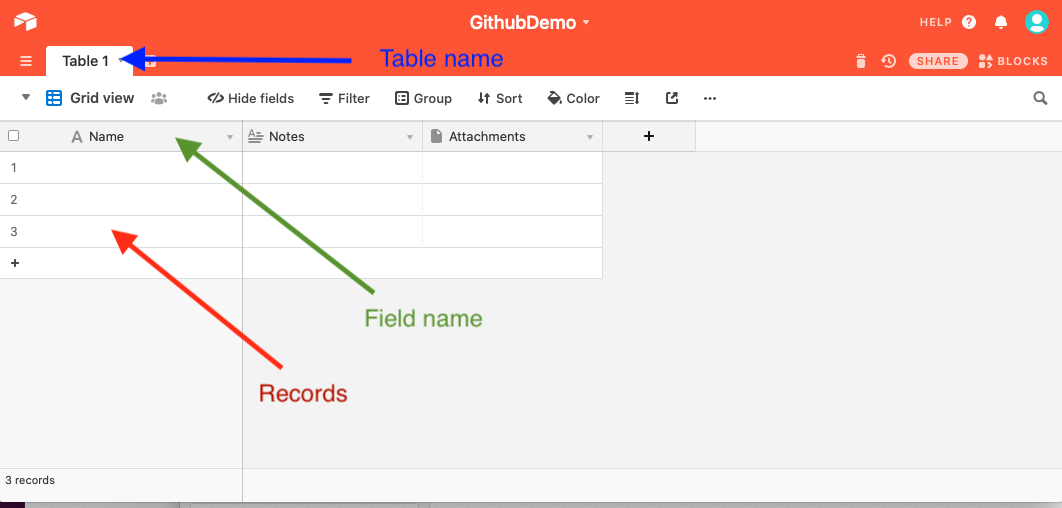 GithubDemo
HELP
Table 1
Table name
SHARE
BLOCKS
Grid view
Hide fields
Filter
Group
Sort
Color
A Name
Notes
Attachments
+
1
2
3
+
Field name
Records
3 records